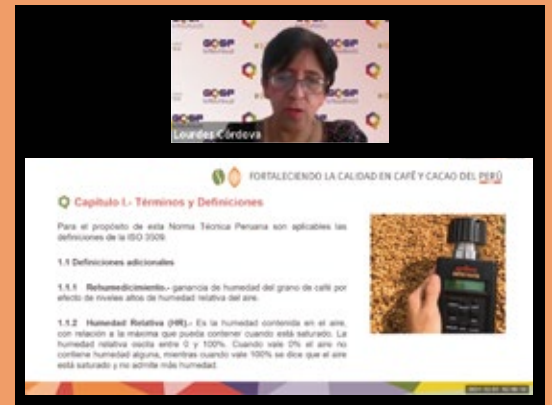 GQSP
GQSP
GQSP
Lourdes Córdova
FORTALECIENDO LA CALIDAD EN CAFÉ Y CACAO DEL PERÚ
Capítulo I.- Términos y Definiciones
Para el propósito de esta Norma Técnica Peruana son aplicables las
definiciones de la ISO 3509:
1.1 Definiciones adicionales
1.1.1 Rehumedicimiento.- ganancia de humedad del grano de café por
efecto de niveles altos de humedad relativa del aire.
1.1.2 Humedad Relativa (HR).- Es la humedad contenida en el aire,
con relación a la máxima que pueda contener cuando está saturado. La
humedad relativa oscila entre 0 y 100%. Cuando vale 0% el aire no
contiene humedad alguna, mientras cuando vale 100% se dice que el aire
está saturado y no admite más humedad.